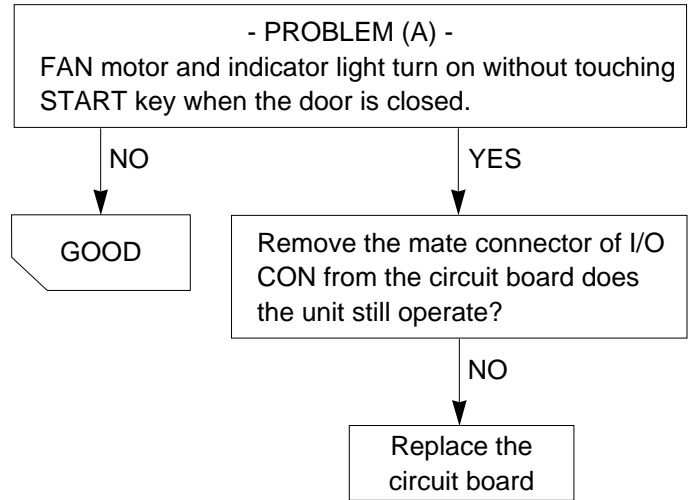 - PROBLEM (A) -
FAN motor and indicator light turn on without touching
START key when the door is closed.
NO
YES
GOOD
Remove the mate connector of I/O
CON from the circuit board does
the unit still operate?
NO
Replace the
circuit board